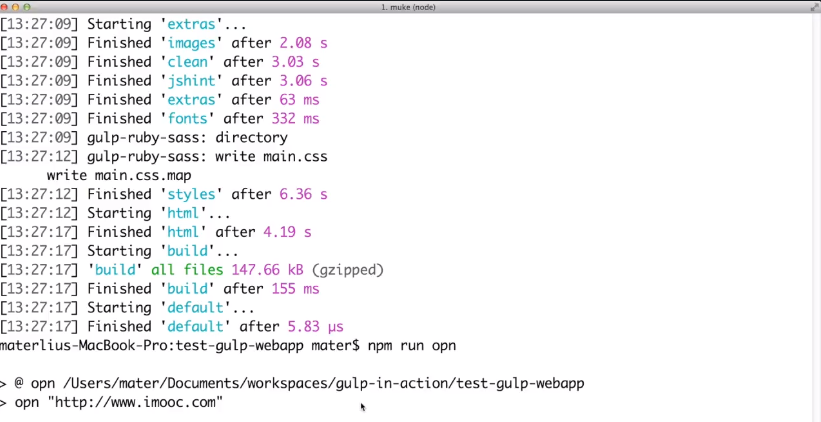 1. muke (node)
[13:27:09] Starting 'extras'...
[13:27:09] Finished 'images' after 2.08 s
[13:27:09] Finished 'clean' after 3.03 s
[13:27:09] Finished 'jshint' after 3.06 s
[13:27:09] Finished 'extras' after 63 ms
[13:27:09] Finished 'fonts' after 332 ms
[13:27:09] gulp-ruby-sass: directory
[13:27:12] gulp-ruby-sass: write main.css
write main.css.map
[13:27:12] Finished 'styles' after 6.36 s
[13:27:12] Starting 'html'...
[13:27:17] Finished 'html' after 4.19 s
[13:27:17] Starting 'build'...
[13:27:17] 'build' all files 147.66 kB (gzipped)
[13:27:17] Finished 'build' after 155 ms
[13:27:17] Starting 'default'...
[13:27:17] Finished 'default' after 5.83 μs
materlius-MacBook-Pro:test-gulp-webapp mater$ npm run opn
> @ opn /Users/mater/Documents/workspaces/gulp-in-action/test-gulp-webapp
> opn "http://www.imooc.com"